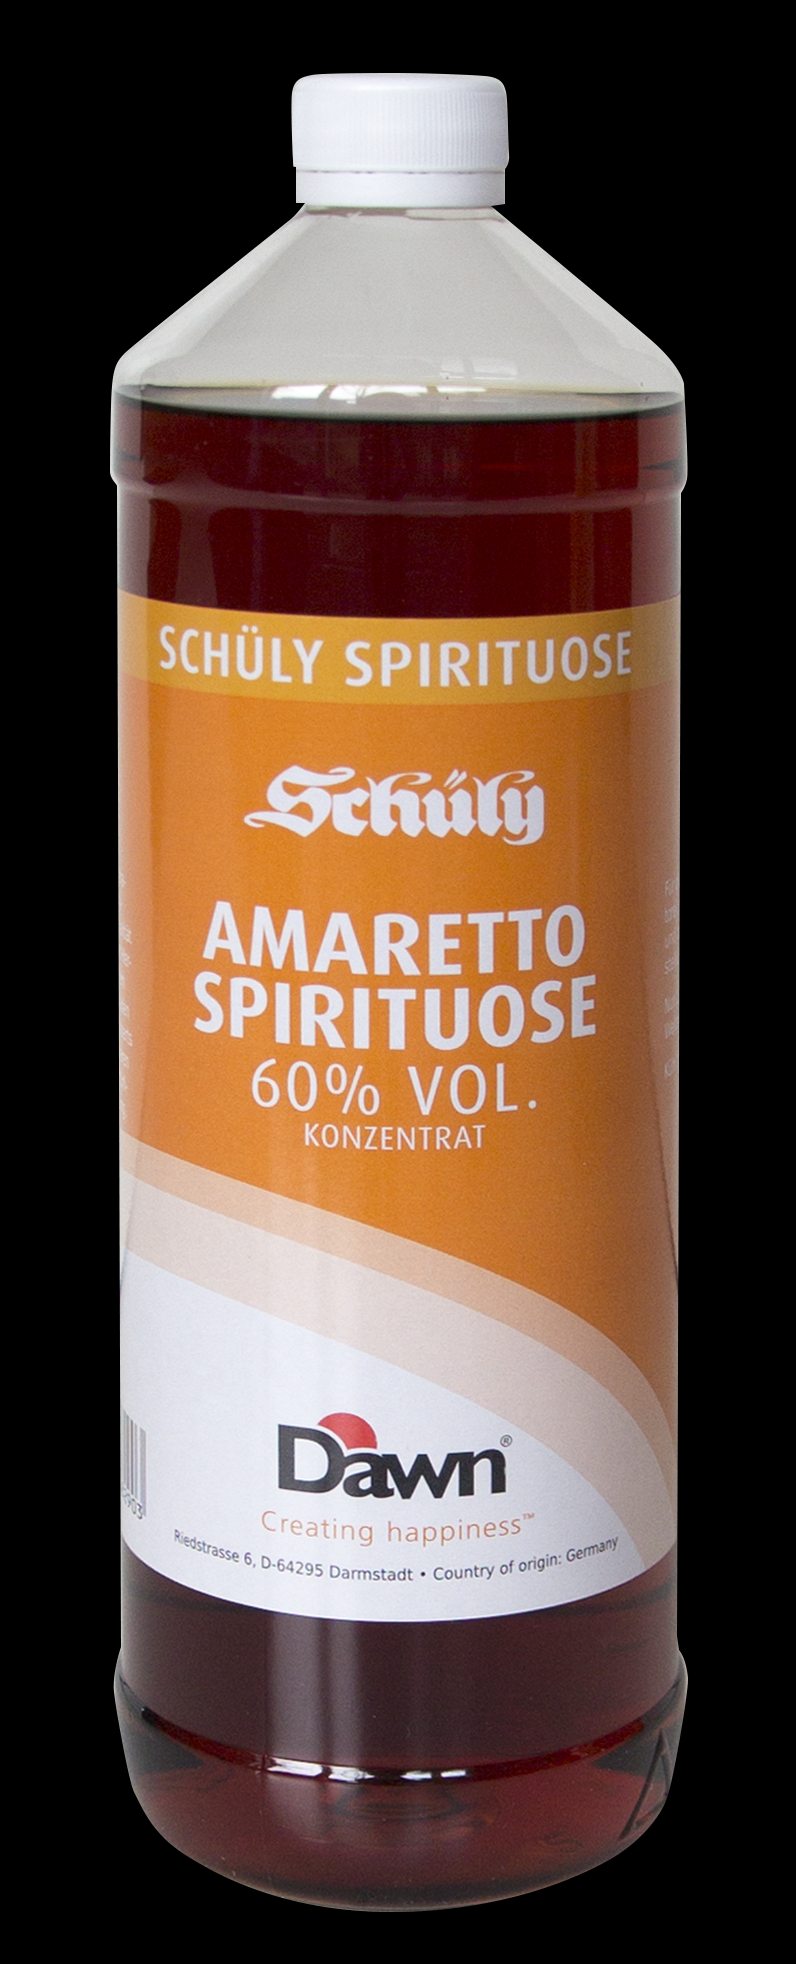 SCHÜLY SPIRITUOSE
Schüly
AMARETTO
SPIRITUOSE
60% VOL.
KONZENTRAT
Dawn®
Creating happiness™
Riedstrasse 6, D-64295 Darmstadt • Country of origin: Germany